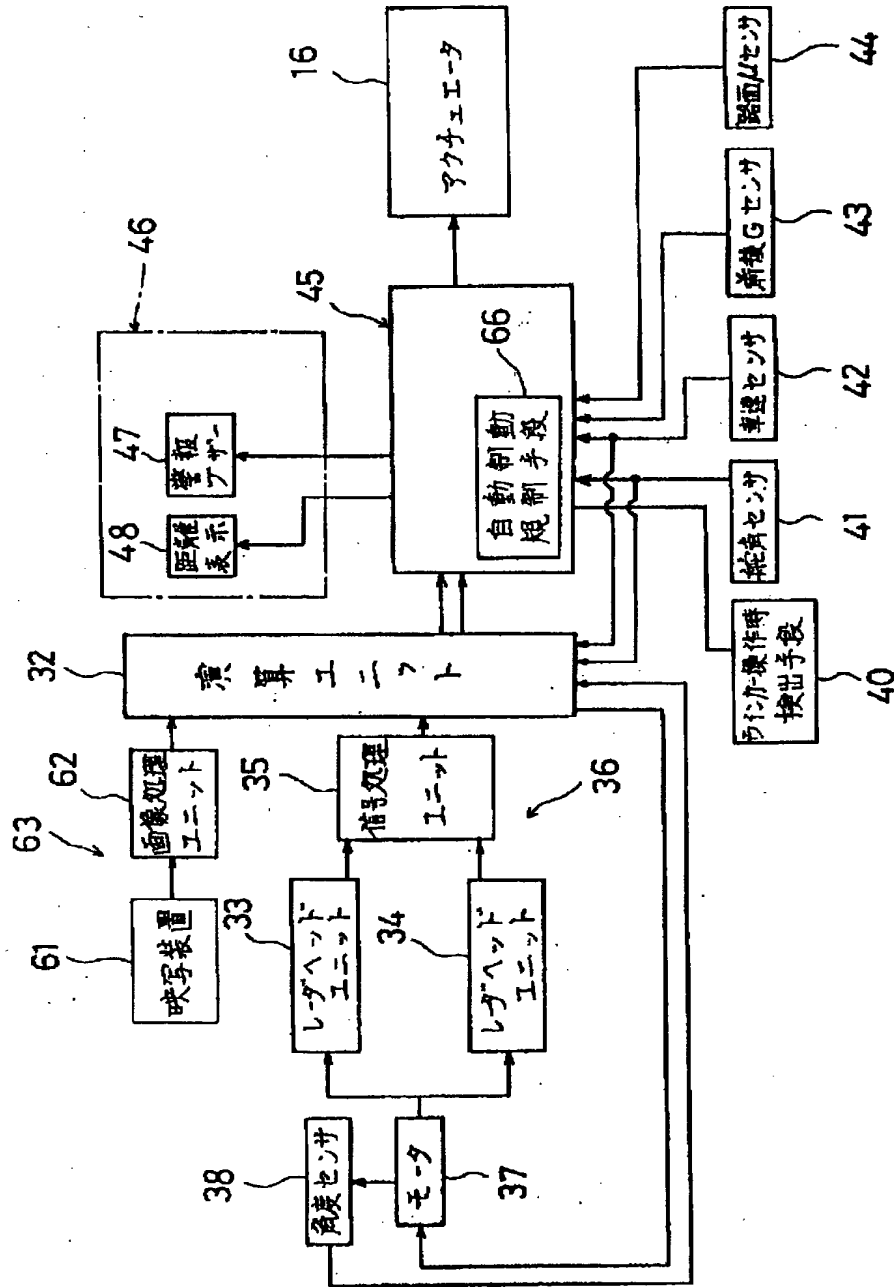 38
角度センサ
モータ
37
61
映写装置
63
62
画像処理
ユニット
33
レーダヘッド
ユニット
34
レーダヘッド
ユニット
35
信号処理
ユニット
36
32
演算ユニット
46
48
距離
表示
47
警報
ブザー
45
66
自動制動
規制手段
16
アクチュエータ
ウインカー操作時
検出手段
40
舵角センサ
41
車速センサ
42
前後Gセンサ
43
路面μセンサ
44